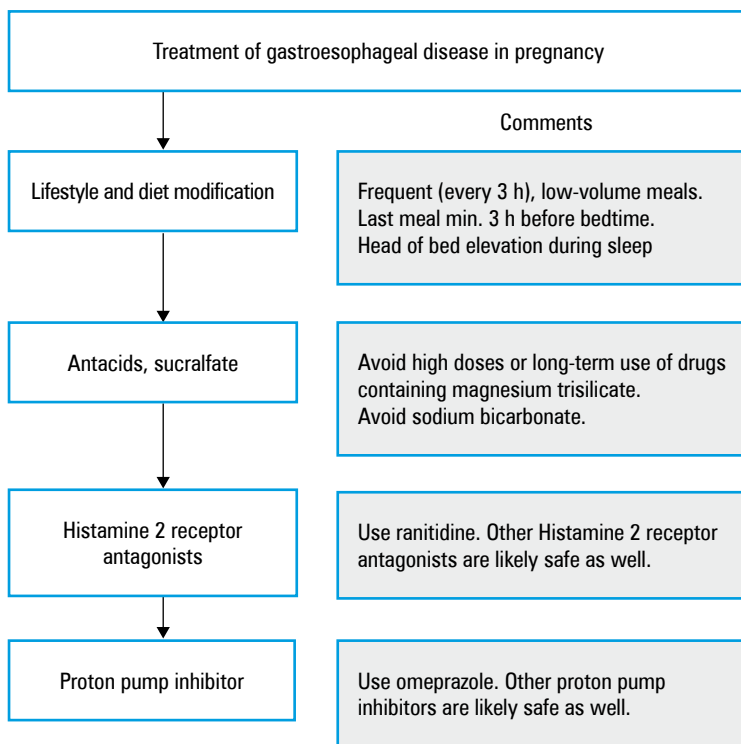 Treatment of gastroesophageal disease in pregnancy
Comments
Lifestyle and diet modification
Frequent (every 3 h), low-volume meals.
Last meal min. 3 h before bedtime.
Head of bed elevation during sleep
Antacids, sucralfate
Avoid high doses or long-term use of drugs
containing magnesium trisilicate.
Avoid sodium bicarbonate.
Histamine 2 receptor
antagonists
Use ranitidine. Other Histamine 2 receptor
antagonists are likely safe as well.
Proton pump inhibitor
Use omeprazole. Other proton pump
inhibitors are likely safe as well.